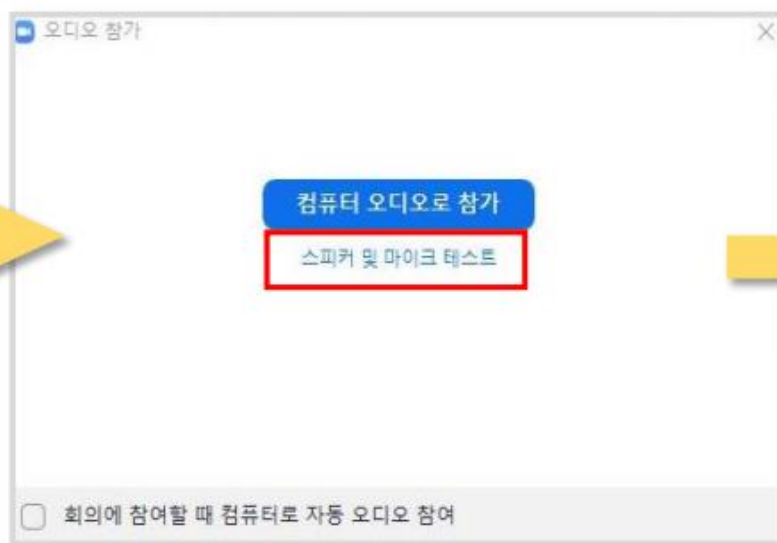 오디오 참가
컴퓨터 오디오로 참가
스피커 및 마이크 테스트
회의에 참여할 때 컴퓨터로 자동 오디오 참여